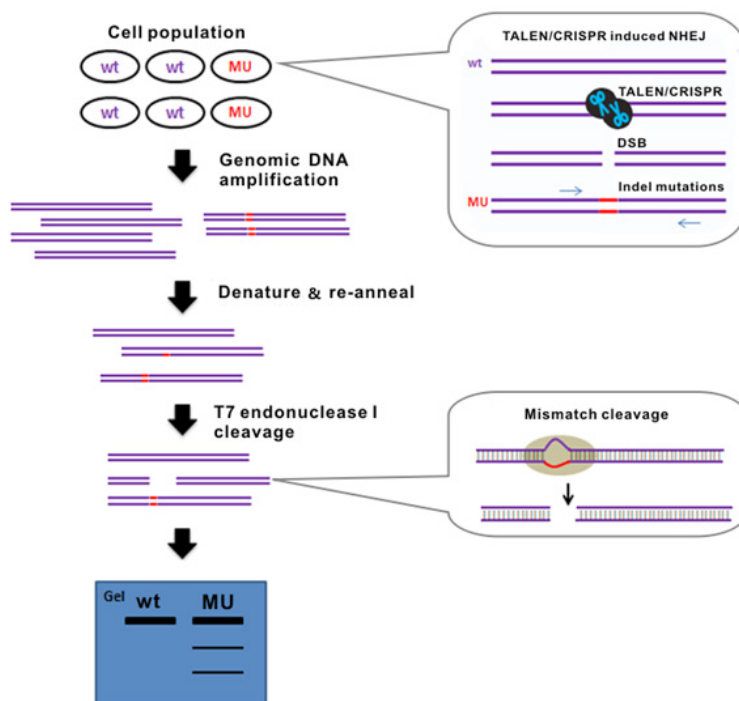 Cell population
wt wt MU
wt wt MU
Genomic DNA
amplification
Denature & re-anneal
T7 endonuclease I
cleavage
Gel wt MU
TALEN/CRISPR induced NHEJ
wt
TALEN/CRISPR
DSB
Indel mutations
MU
Mismatch cleavage